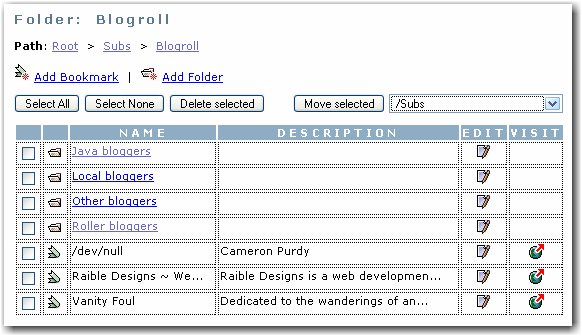 Folder: Blogroll
Path: Root > Subs > Blogroll
Add Bookmark | Add Folder
Select All Select None Delete selected Move selected /Subs
NAME DESCRIPTION EDIT VISIT
Java bloggers
Local bloggers
Other bloggers
Roller bloggers
/dev/null Cameron Purdy
Raible Designs ~ We... Raible Designs is a web developmen...
Vanity Foul Dedicated to the wanderings of an...